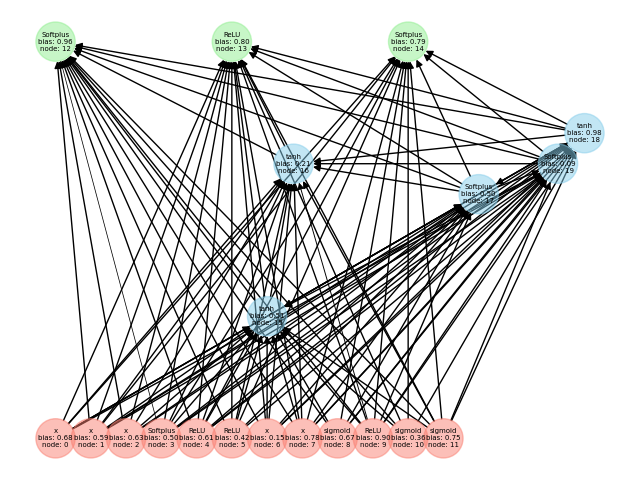 Softplus
bias: 0.96
node: 12
ReLU
bias: 0.80
node: 13
Softplus
bias: 0.79
node: 14
tanh
bias: 0.98
node: 18
Softplus
bias: 0.09
node: 19
tanh
bias: 0.21
node: 16
Softplus
bias: 0.50
node: 17
tanh
node: 15
x
bias: 0.68
node: 0
x
bias: 0.59
node: 1
x
bias: 0.63
node: 2
Softplus
bias: 0.50
node: 3
ReLU
bias: 0.61
node: 4
ReLU
bias: 0.42
node: 5
x
bias: 0.15
node: 6
x
bias: 0.78
node: 7
sigmoid
bias: 0.67
node: 8
ReLU
bias: 0.90
node: 9
sigmoid
bias: 0.36
node: 10
sigmoid
bias: 0.75
node: 11